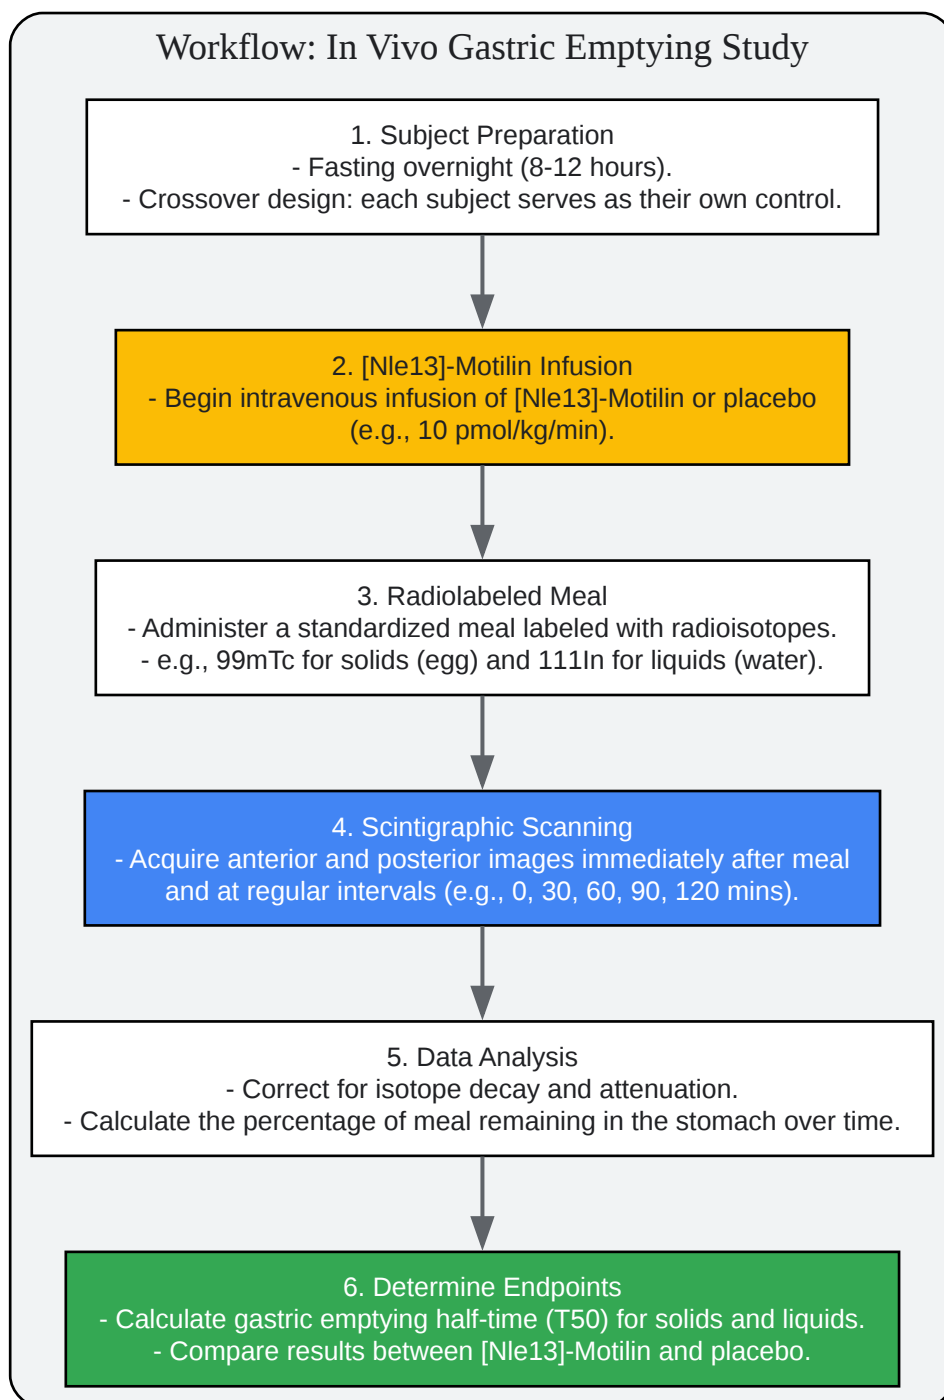 Workflow: In Vivo Gastric Emptying Study
1. Subject Preparation
- Fasting overnight (8-12 hours).
- Crossover design: each subject serves as their own control.
2. [Nle13]-Motilin Infusion
- Begin intravenous infusion of [Nle13]-Motilin or placebo
(e.g., 10 pmol/kg/min).
3. Radiolabeled Meal
- Administer a standardized meal labeled with radioisotopes.
- e.g., 99mTc for solids (egg) and 111In for liquids (water).
4. Scintigraphic Scanning
- Acquire anterior and posterior images immediately after meal
and at regular intervals (e.g., 0, 30, 60, 90, 120 mins).
5. Data Analysis
- Correct for isotope decay and attenuation.
- Calculate the percentage of meal remaining in the stomach over time.
6. Determine Endpoints
- Calculate gastric emptying half-time (T50) for solids and liquids.
- Compare results between [Nle13]-Motilin and placebo.